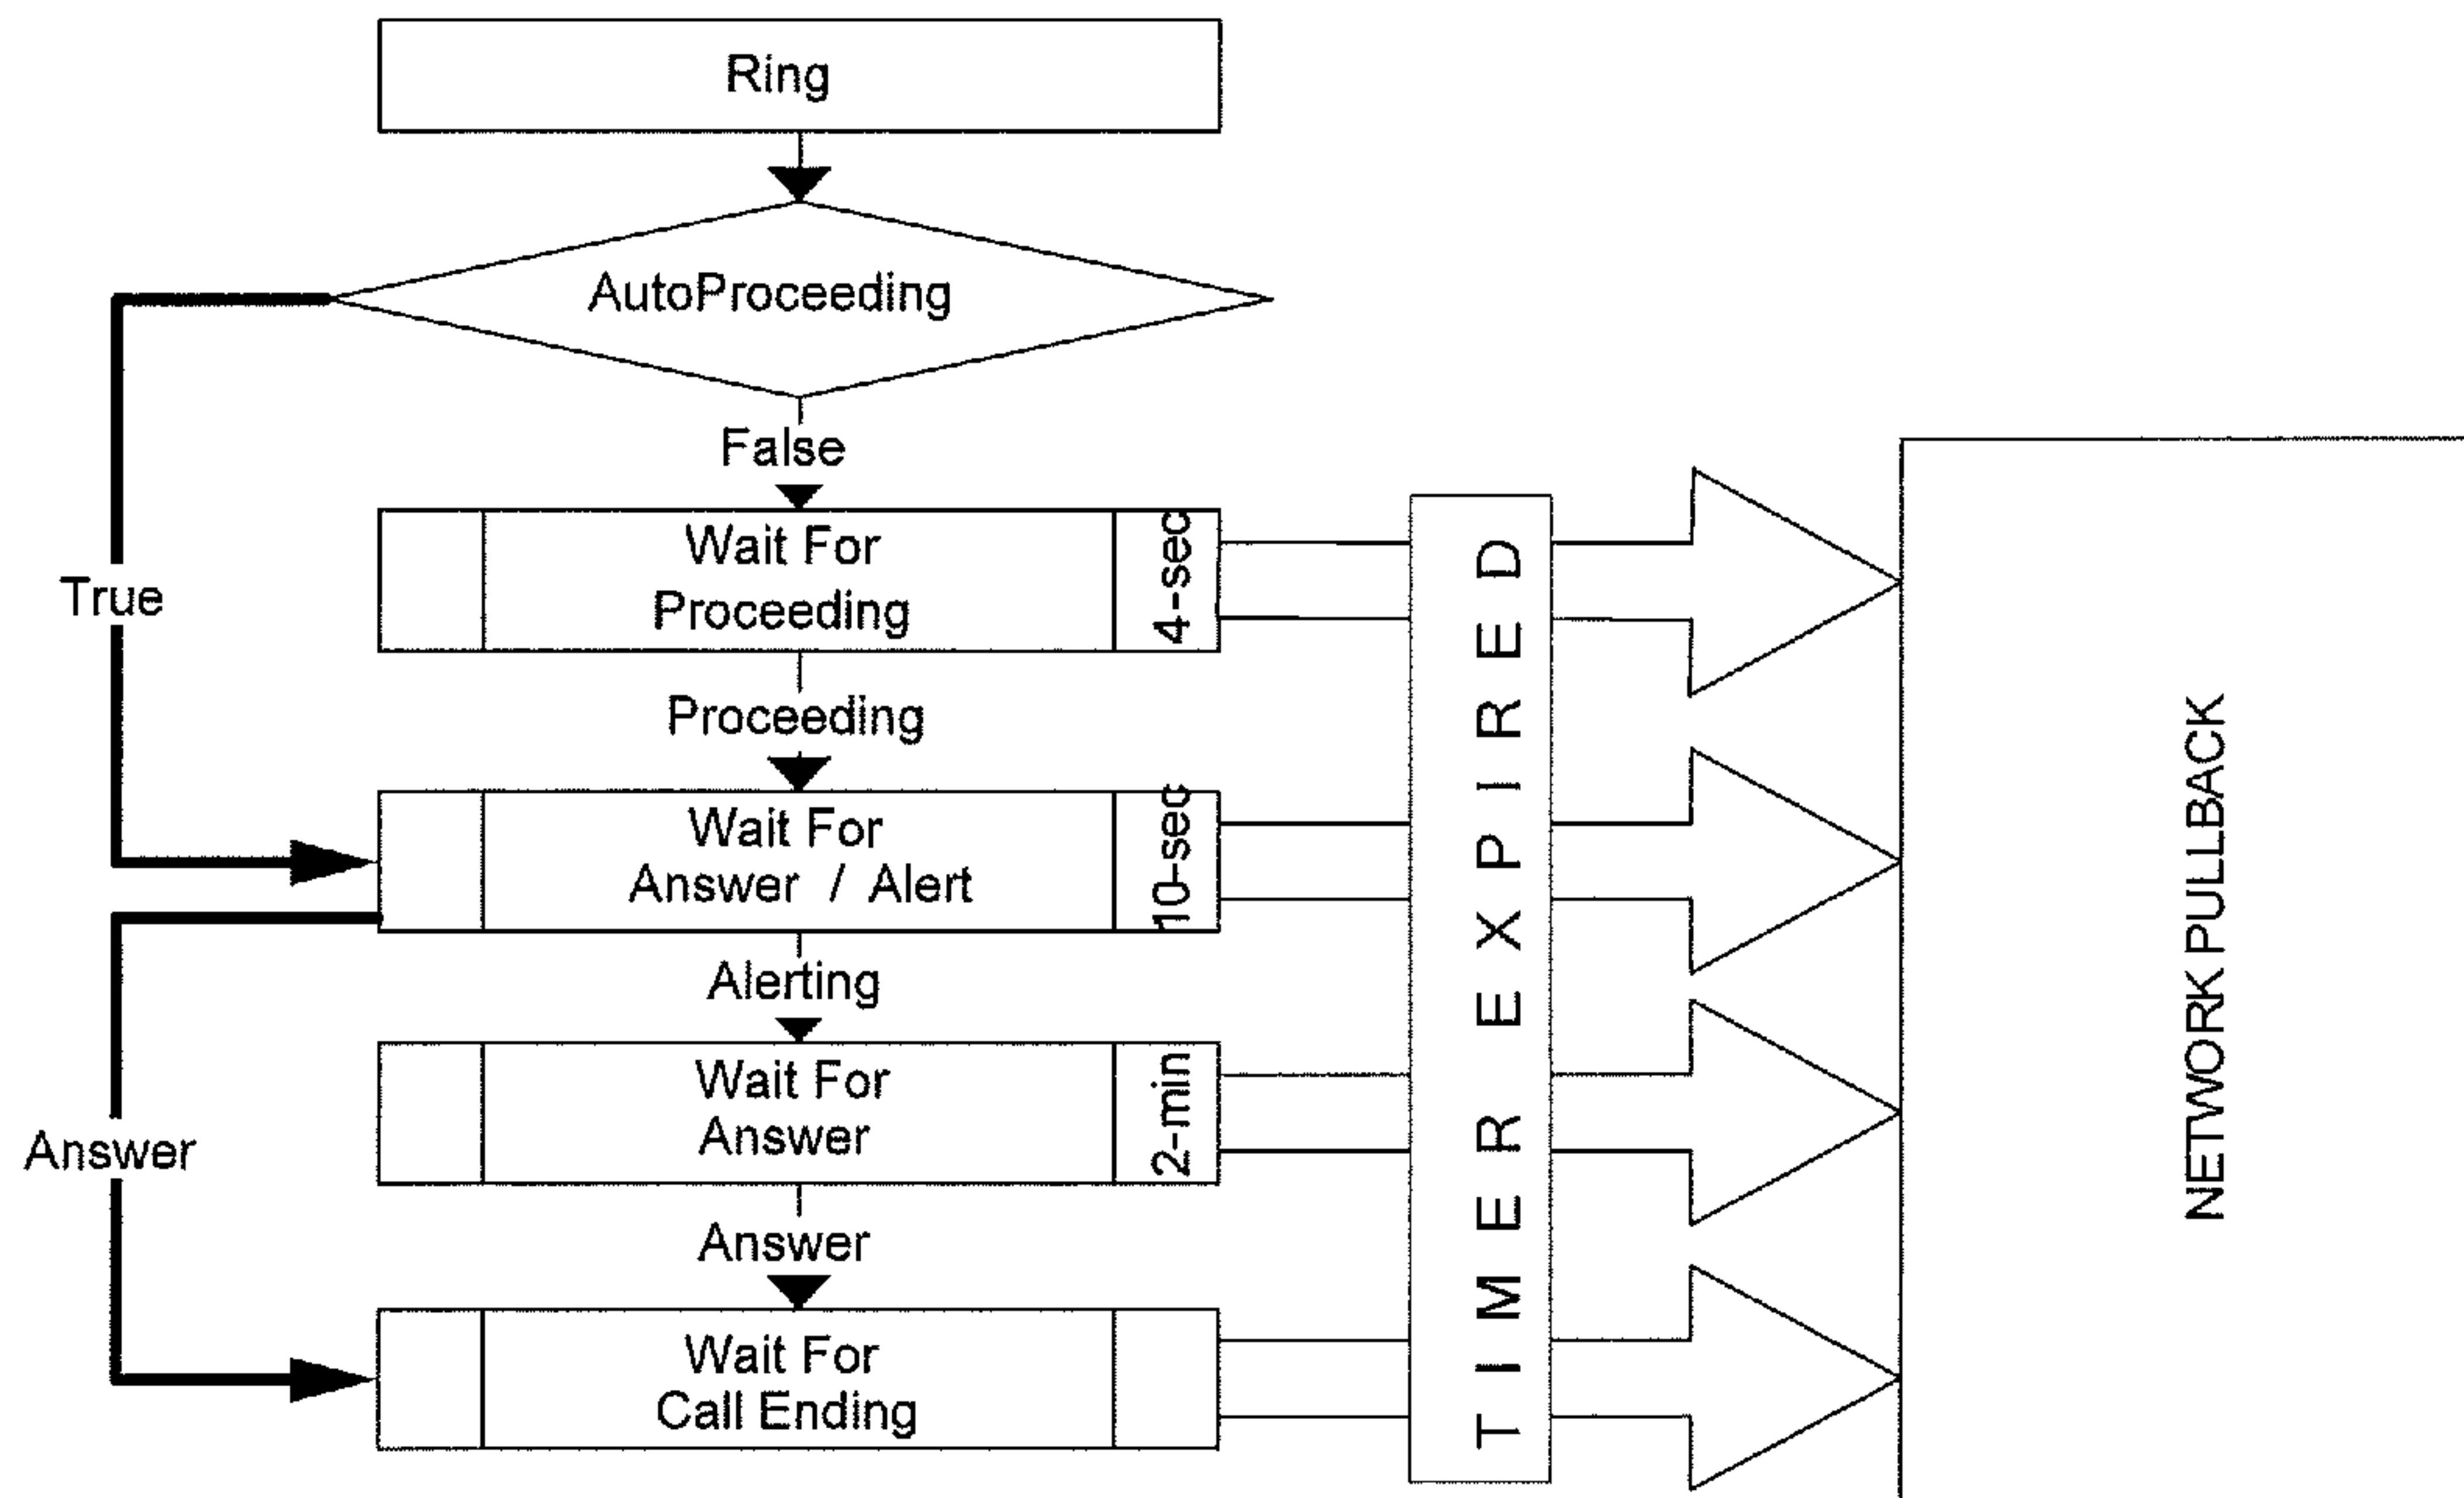 Ring
AutoProceeding
False
True
Wait For
Proceeding
4-sec
Proceeding
Wait For
Answer / Alert
10-sec
Alerting
Wait For
Answer
2-min
Answer
Answer
Wait For
Call Ending
TIMER EXPIRED
NETWORK PULLBACK